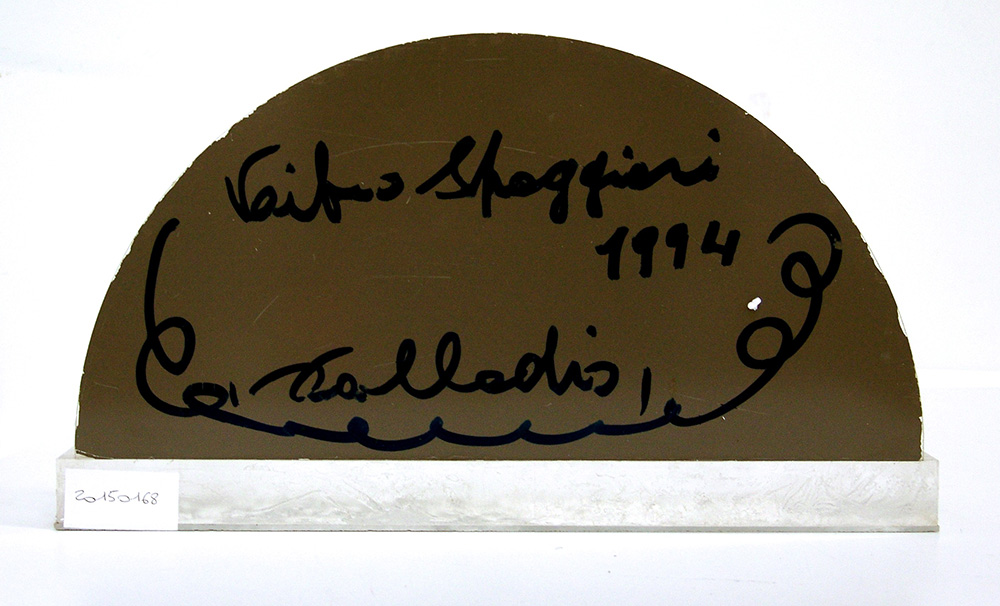 Vaifro Spaggiari
1994
"Palladio"
20150168